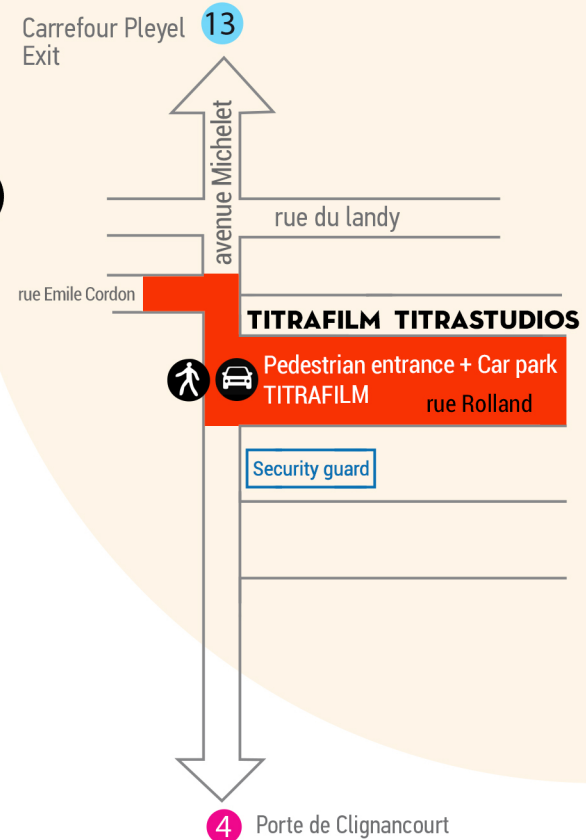 Carrefour Pleyel 13
Exit
avenue Michelet
rue du landy
rue Emile Cordon
TITRAFILM TITRASTUDIOS
Pedestrian entrance + Car park
TITRAFILM
rue Rolland
Security guard
4 Porte de Clignancourt